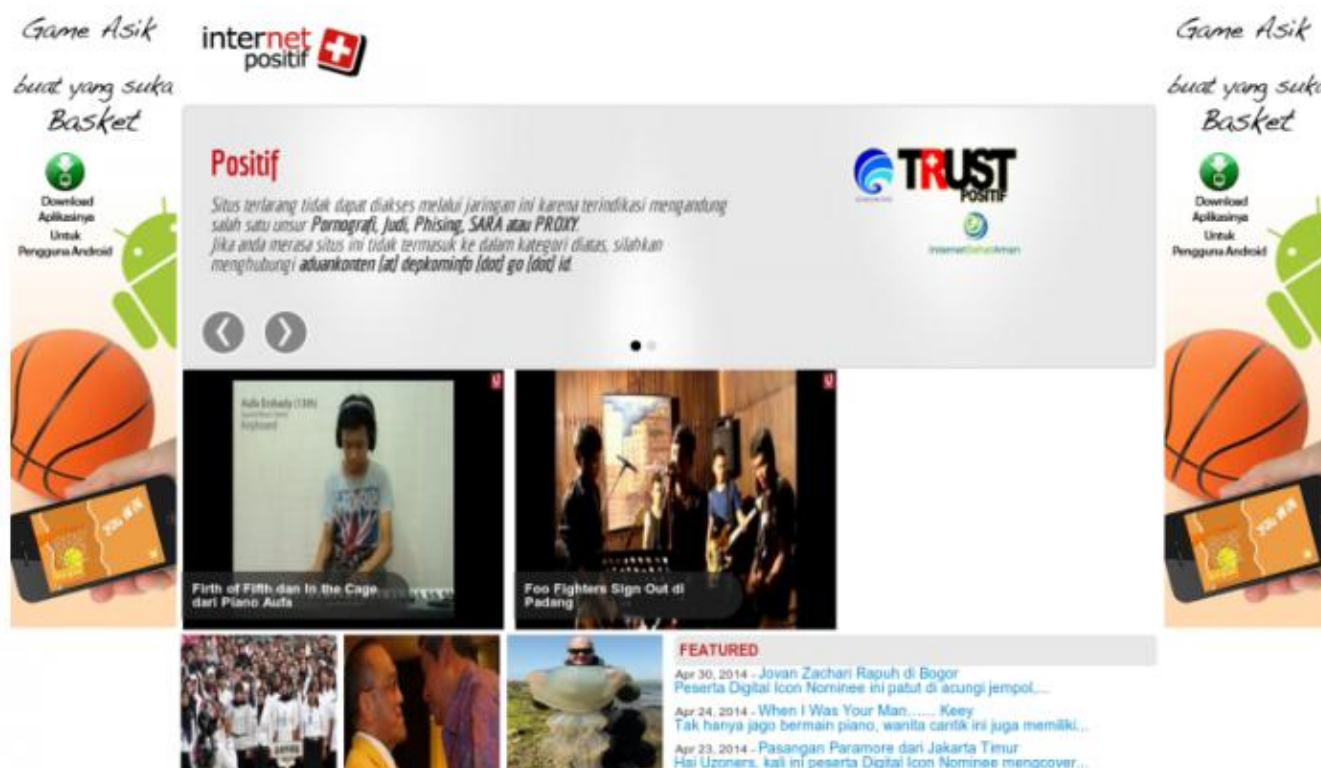 Game Asik
buat yang suka
Basket
Download
Aplikasinya
Untuk
Pengguna Android
internet
positif
Positif
Situs terlarang tidak dapat diakses melalui jaringan ini karena terindikasi mengandung
salah satu unsur Pornografi, Judi, Phising, SARA atau PROXY.
Jika anda merasa situs ini tidak termasuk ke dalam kategori diatas, silahkan
menghubungi aduankonten [at] depkominfo [dot] go [dot] id.
TRUST
POSITIF
InternetSehatAman
Game Asik
buat yang suka
Basket
Download
Aplikasinya
Untuk
Pengguna Android
(13th)
Keyboard
Firth of Fifth dan In the Cage
dari Piano Aufa
Foo Fighters Sign Out di
Padang
YOU WIN
YOU WIN
FEATURED
Apr 30, 2014 - Jovan Zachari Rapuh di Bogor
Peserta Digital Icon Nominee ini patut di acungi jempol,...
Apr 24, 2014 - When I Was Your Man...... Keey
Tak hanya jago bermain piano, wanita cantik ini juga memiliki...
Apr 23, 2014 - Pasangan Paramore dari Jakarta Timur
Hai Uzoners, kali ini peserta Digital Icon Nominee mengcover...